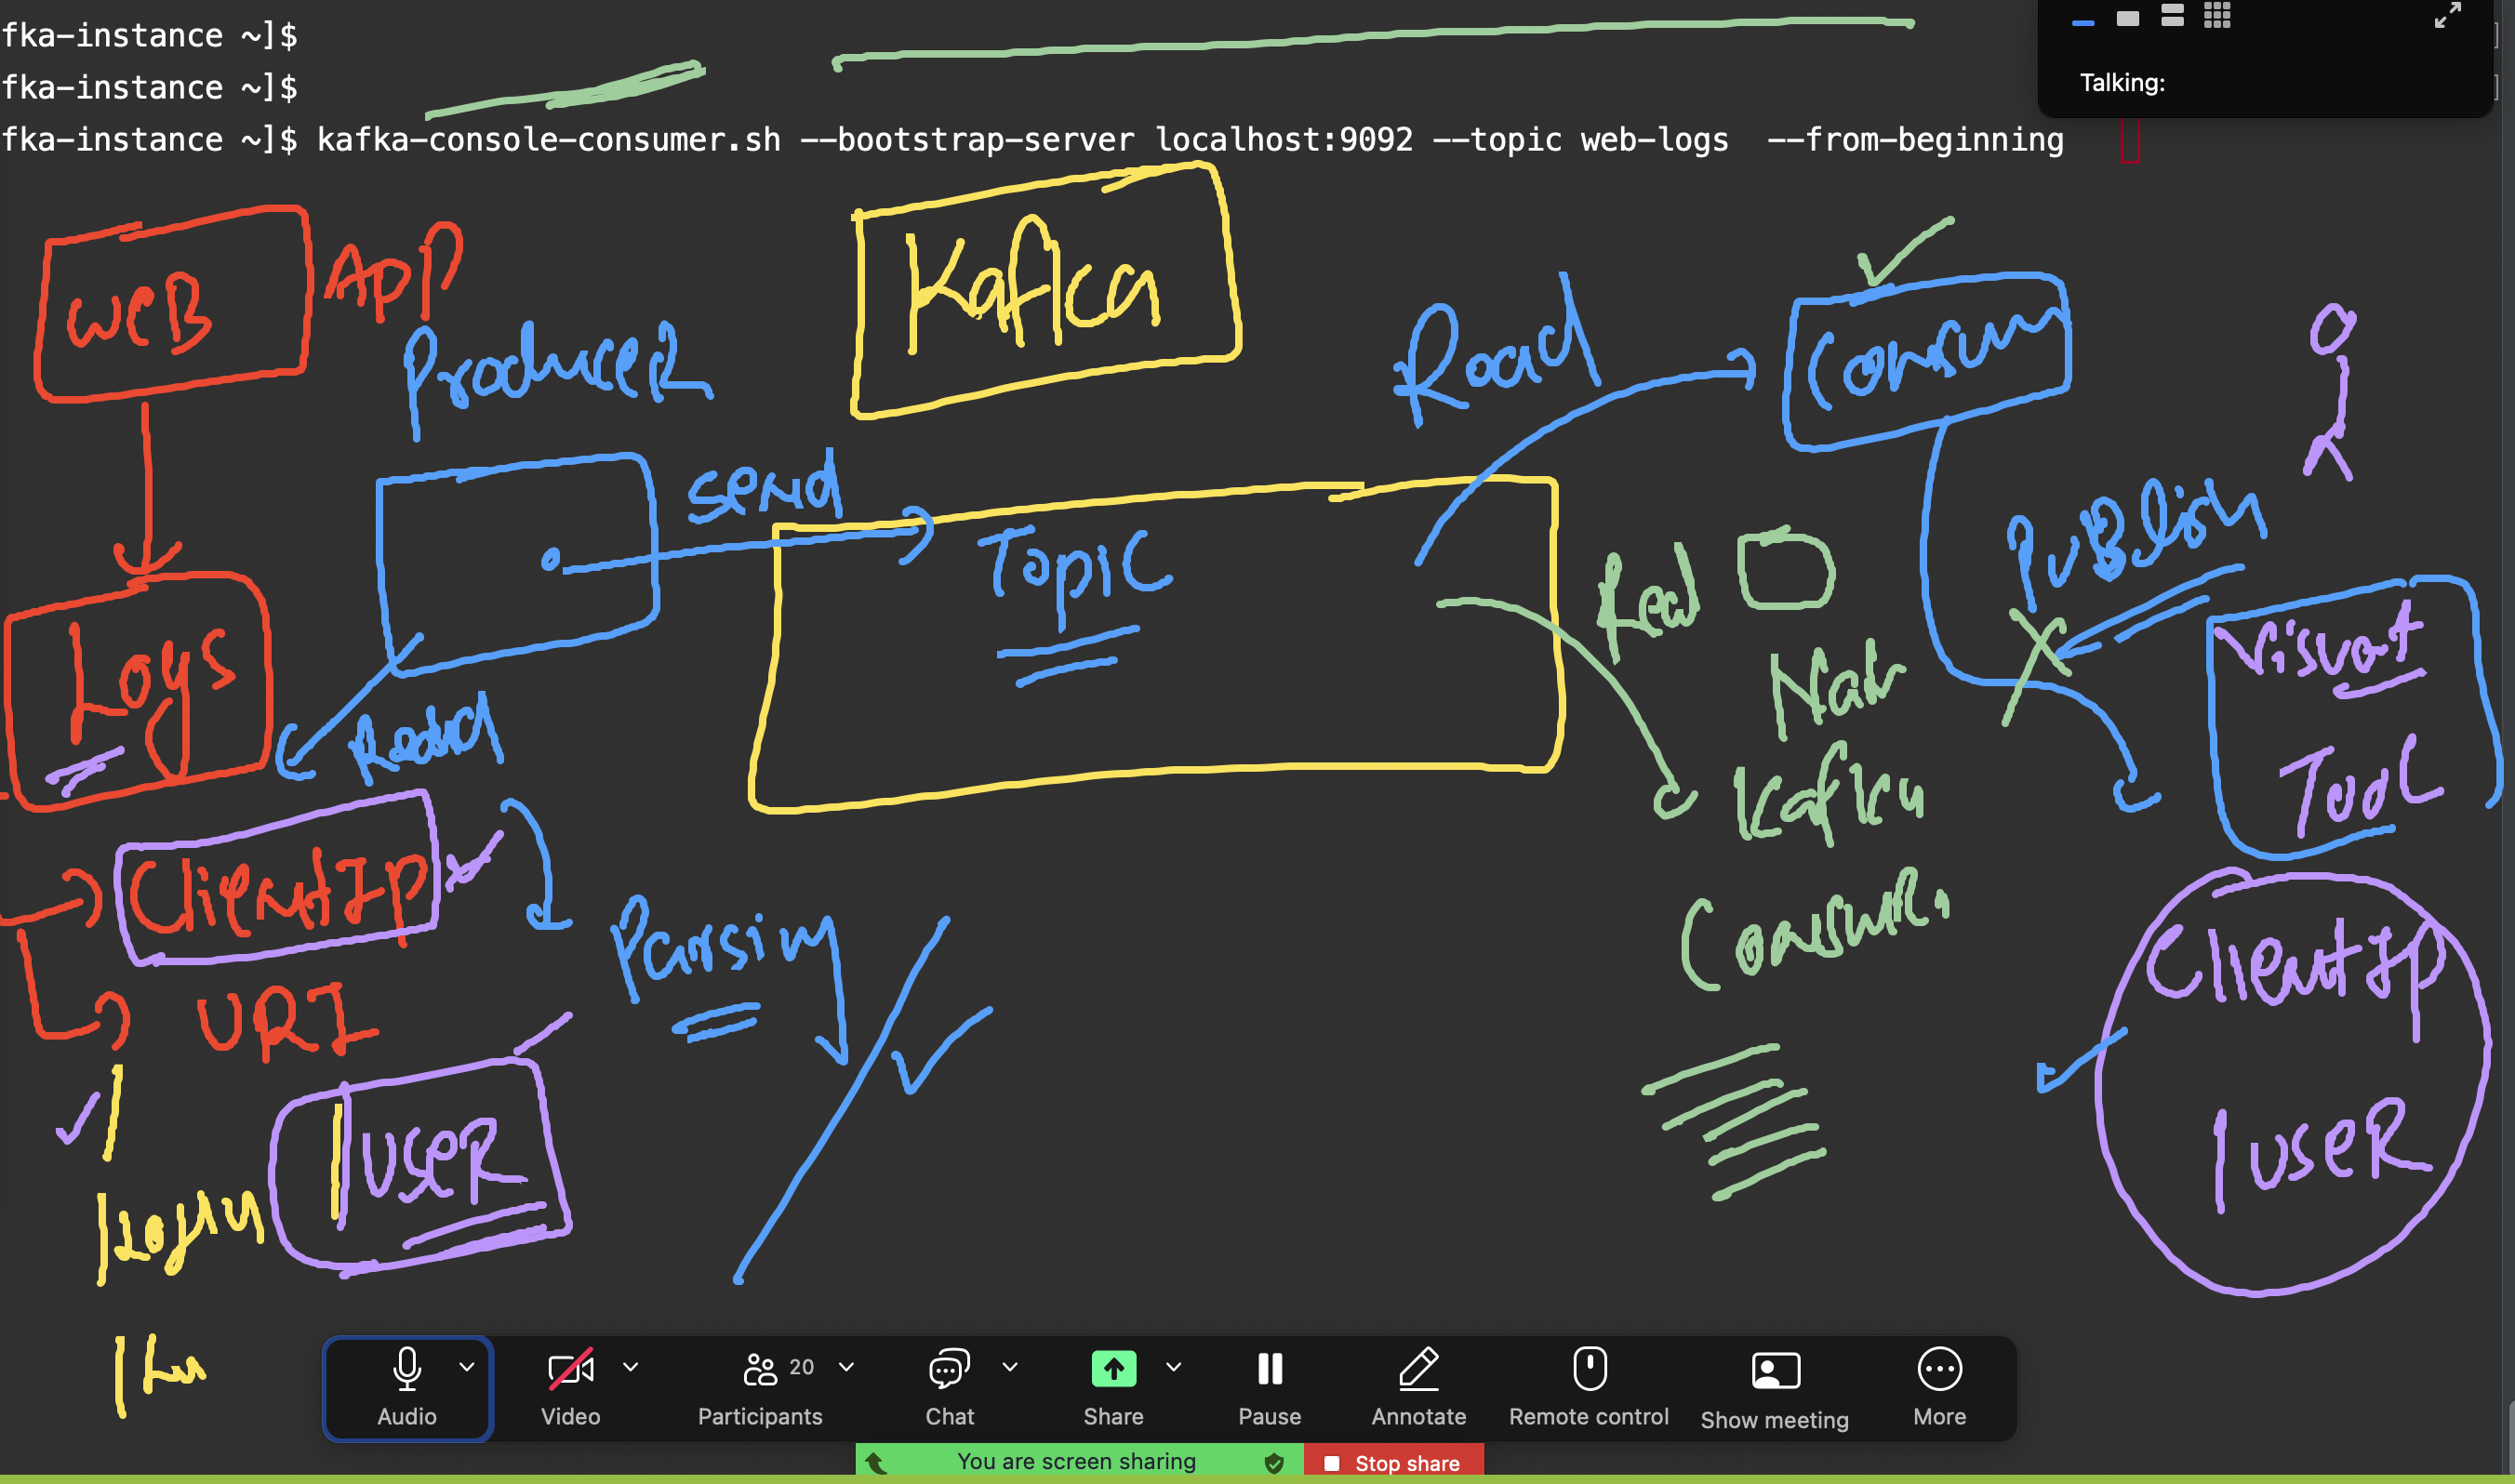 fka-instance ~]$
fka-instance ~]$
fka-instance ~]$ kafka-console-consumer.sh --bootstrap-server localhost:9092 --topic web-logs  --from-beginning
Talking:
WEB
APP
Kafka
Producer
Read
Consum
send
Topic
Publish
Logs
Read
Read
Not
Kafka
Consumer
Visual
Tool
ClientIP
Parsing
URI
ClientIP
/USER
/USER
/Login
Audio
Video
Participants
20
Chat
Share
Pause
Annotate
Remote control
Show meeting
More
You are screen sharing
Stop share